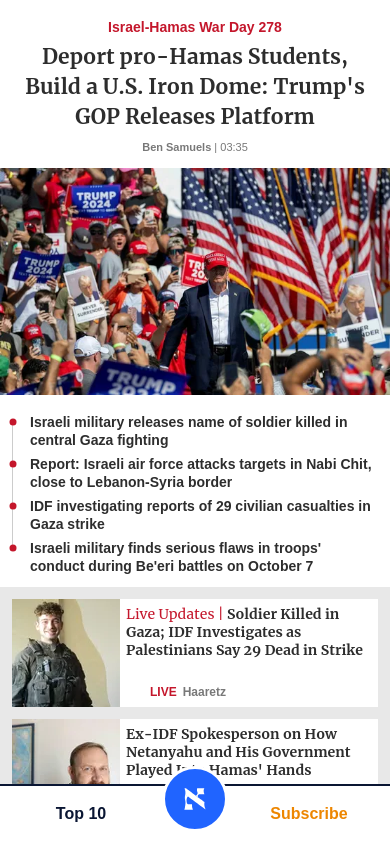 Israel-Hamas War Day 278
Deport pro-Hamas Students,
Build a U.S. Iron Dome: Trump's
GOP Releases Platform
Ben Samuels | 03:35
TRUMP
2024
TRUMP
2024
NEVER
SURRENDER
TRUMP
2024
NEVER
SURRENDER
TRUMP
Israeli military releases name of soldier killed in
central Gaza fighting
Report: Israeli air force attacks targets in Nabi Chit,
close to Lebanon-Syria border
IDF investigating reports of 29 civilian casualties in
Gaza strike
Israeli military finds serious flaws in troops'
conduct during Be'eri battles on October 7
Live Updates | Soldier Killed in
Gaza; IDF Investigates as
Palestinians Say 29 Dead in Strike
LIVE Haaretz
Ex-IDF Spokesperson on How
Netanyahu and His Government
Played Hamas' Hands
Top 10
Subscribe